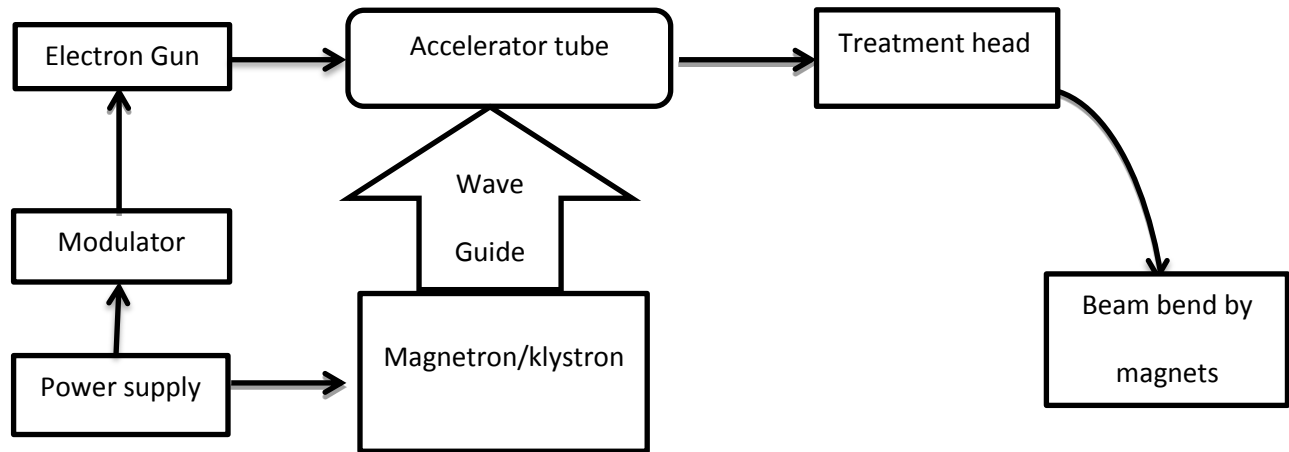 Electron Gun
Accelerator tube
Treatment head
Wave
Guide
Modulator
Beam bend by
magnets
Magnetron/klystron
Power supply